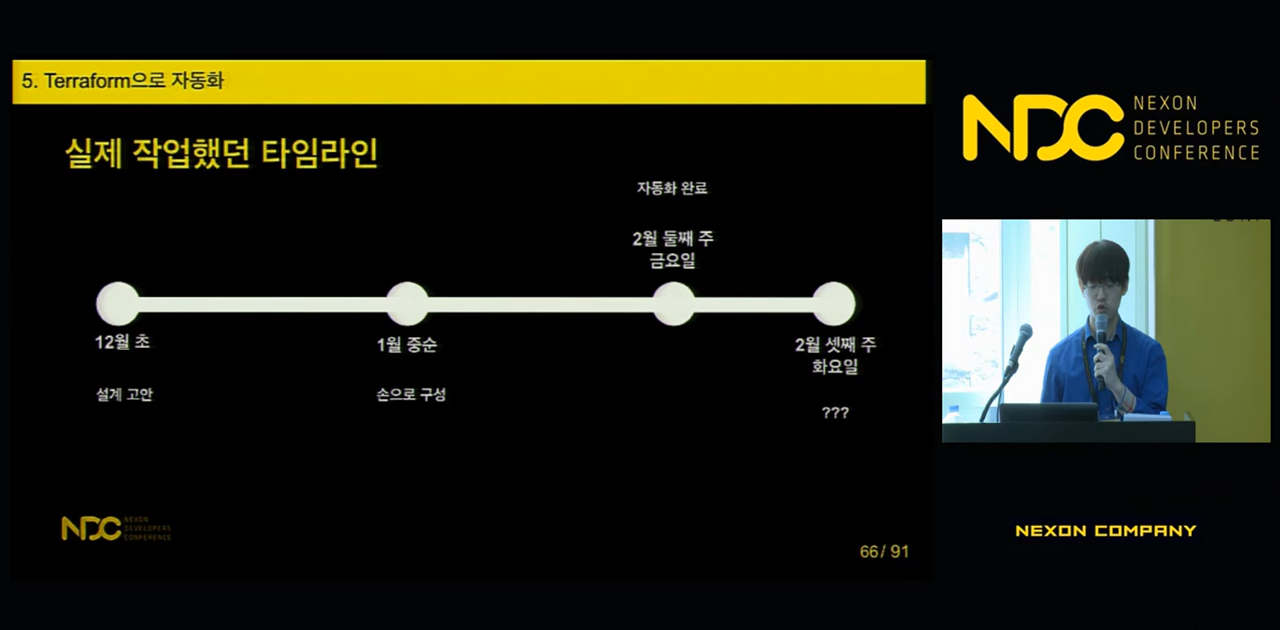 5. Terraform으로 자동화
실제 작업했던 타임라인
자동화 완료
2월 둘째 주
금요일
12월 초
설계 고안
1월 중순
손으로 구성
2월 셋째 주
화요일
???
NDC
NEXON
DEVELOPERS
CONFERENCE
66 / 91
NDC
NEXON
DEVELOPERS
CONFERENCE
NEXON COMPANY